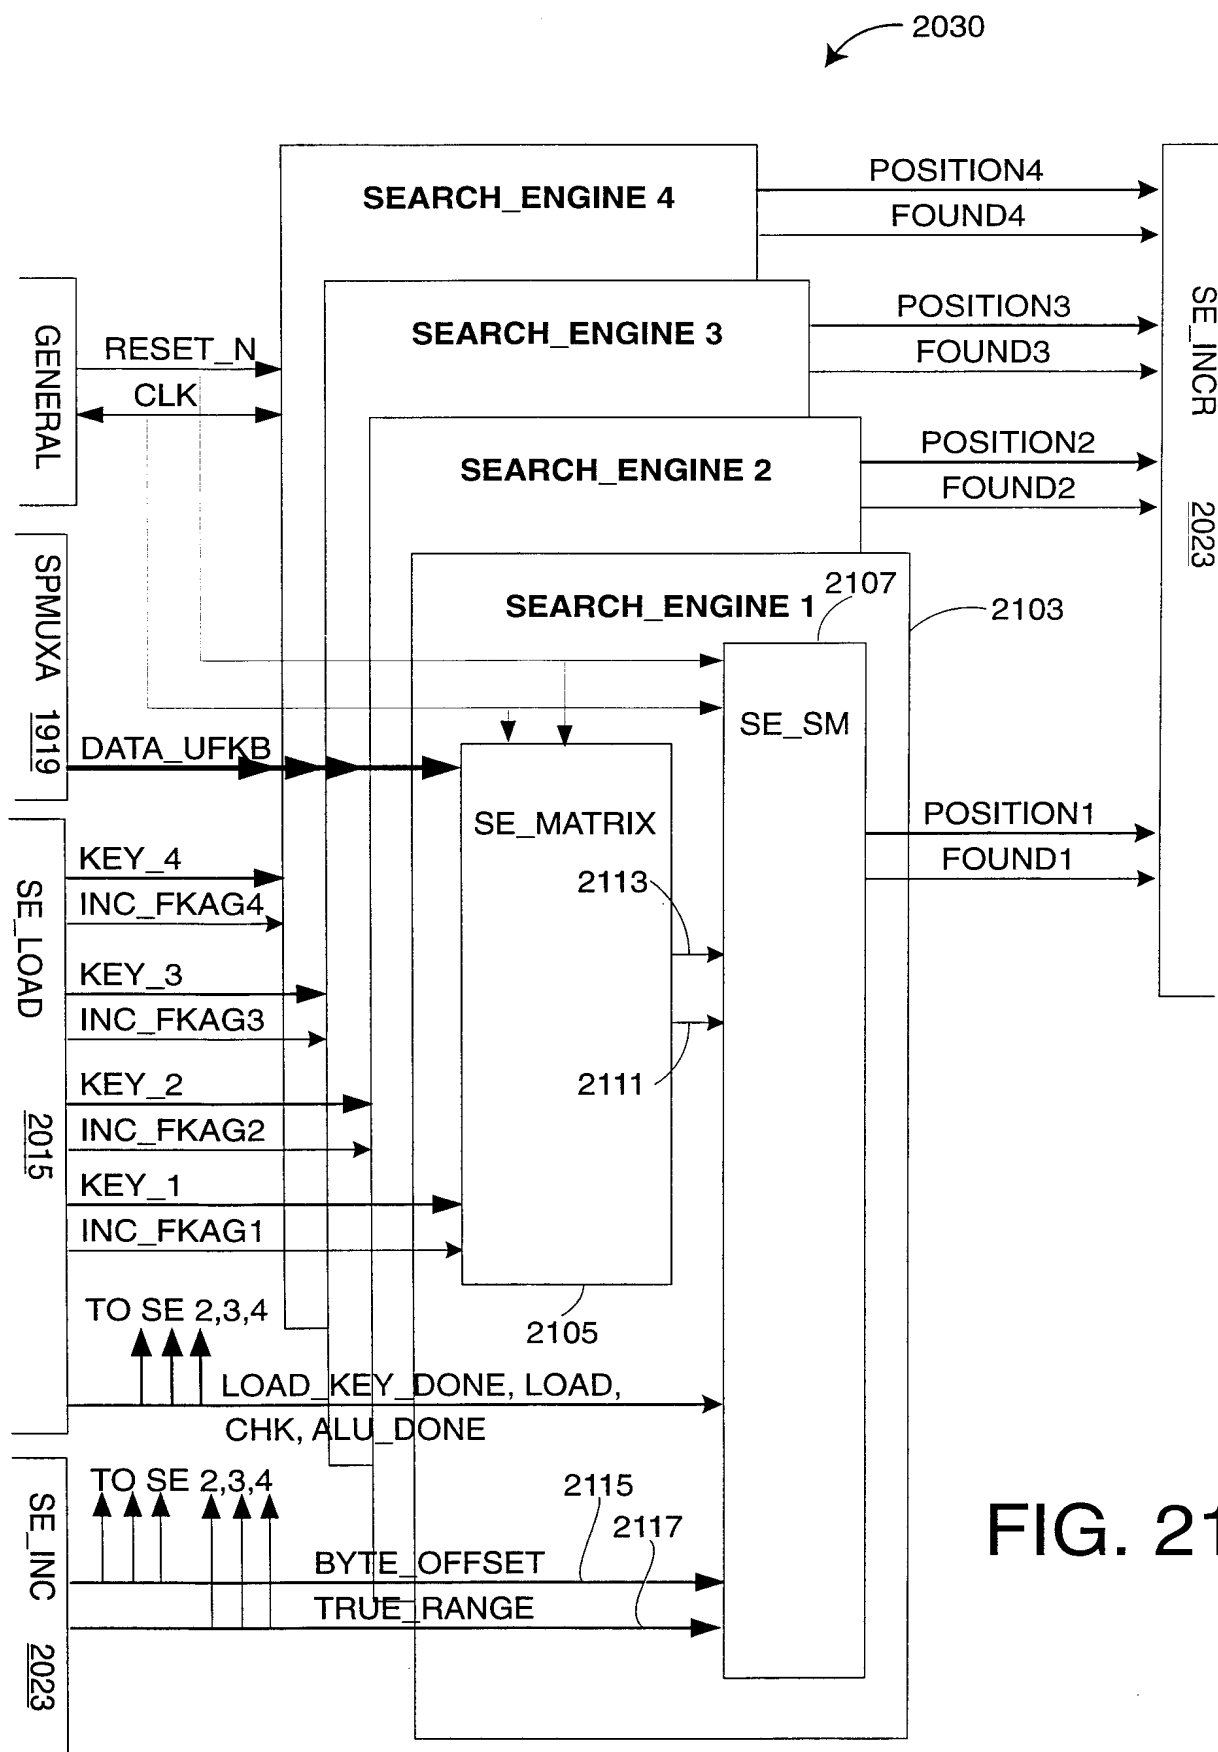 2030
SEARCH_ENGINE 4
POSITION4
FOUND4
SE_INCR 2023
GENERAL
RESET_N
CLK
SEARCH_ENGINE 3
POSITION3
FOUND3
SEARCH_ENGINE 2
POSITION2
FOUND2
SEARCH_ENGINE 1
2107
2103
SPMUXA 1919
DATA_UFKB
SE_MATRIX
SE_SM
POSITION1
FOUND1
2113
2111
2105
SE_LOAD 2015
KEY_4
INC_FKAG4
KEY_3
INC_FKAG3
KEY_2
INC_FKAG2
KEY_1
INC_FKAG1
TO SE 2,3,4
LOAD_KEY_DONE, LOAD,
CHK, ALU_DONE
SE_INC 2023
TO SE 2,3,4
2115
2117
BYTE_OFFSET
TRUE_RANGE
FIG. 21